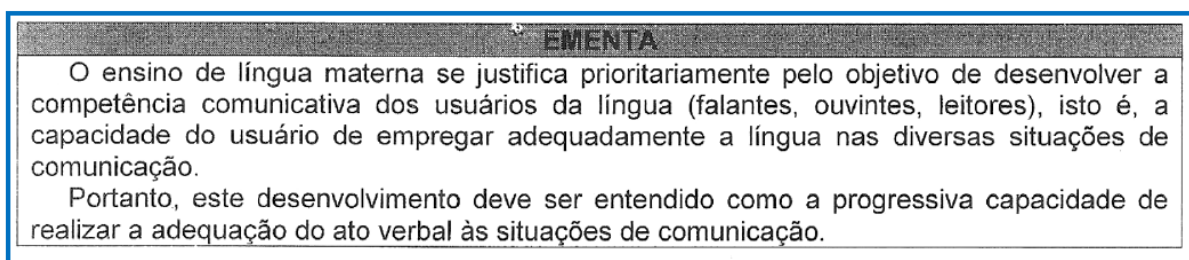 EMENTA
O ensino de língua materna se justifica prioritariamente pelo objetivo de desenvolver a
competência comunicativa dos usuários da língua (falantes, ouvintes, leitores), isto é, a
capacidade do usuário de empregar adequadamente a língua nas diversas situações de
comunicação.
Portanto, este desenvolvimento deve ser entendido como a progressiva capacidade de
realizar a adequação do ato verbal às situações de comunicação.